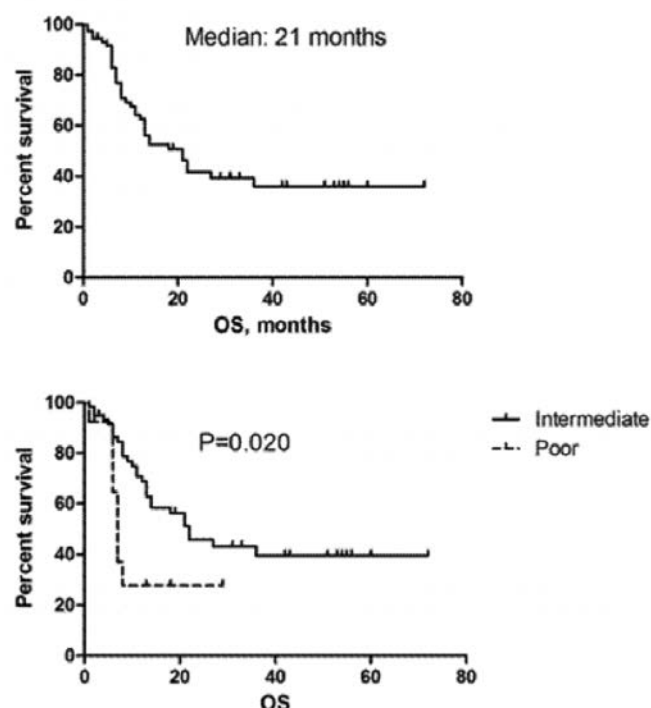 Median: 21 months
Percent survival
100
80
60
40
20
0
0 20 40 60 80
OS, months
P=0.020
Percent survival
100
80
60
40
20
0
0 20 40 60 80
OS
Intermediate
Poor